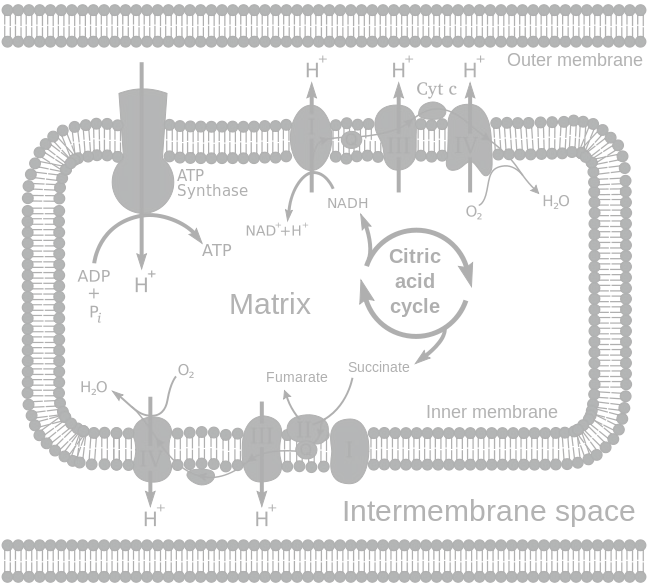 Outer membrane
H+
H+
H+
Cyt c
III
IV
ATP
Synthase
NADH
NAD++H+
O2
H2O
ATP
ADP
+
Pi
H+
Matrix
Citric
acid
cycle
H2O
O2
Fumarate
Succinate
Inner membrane
IV
III
II
Q
I
H+
H+
Intermembrane space